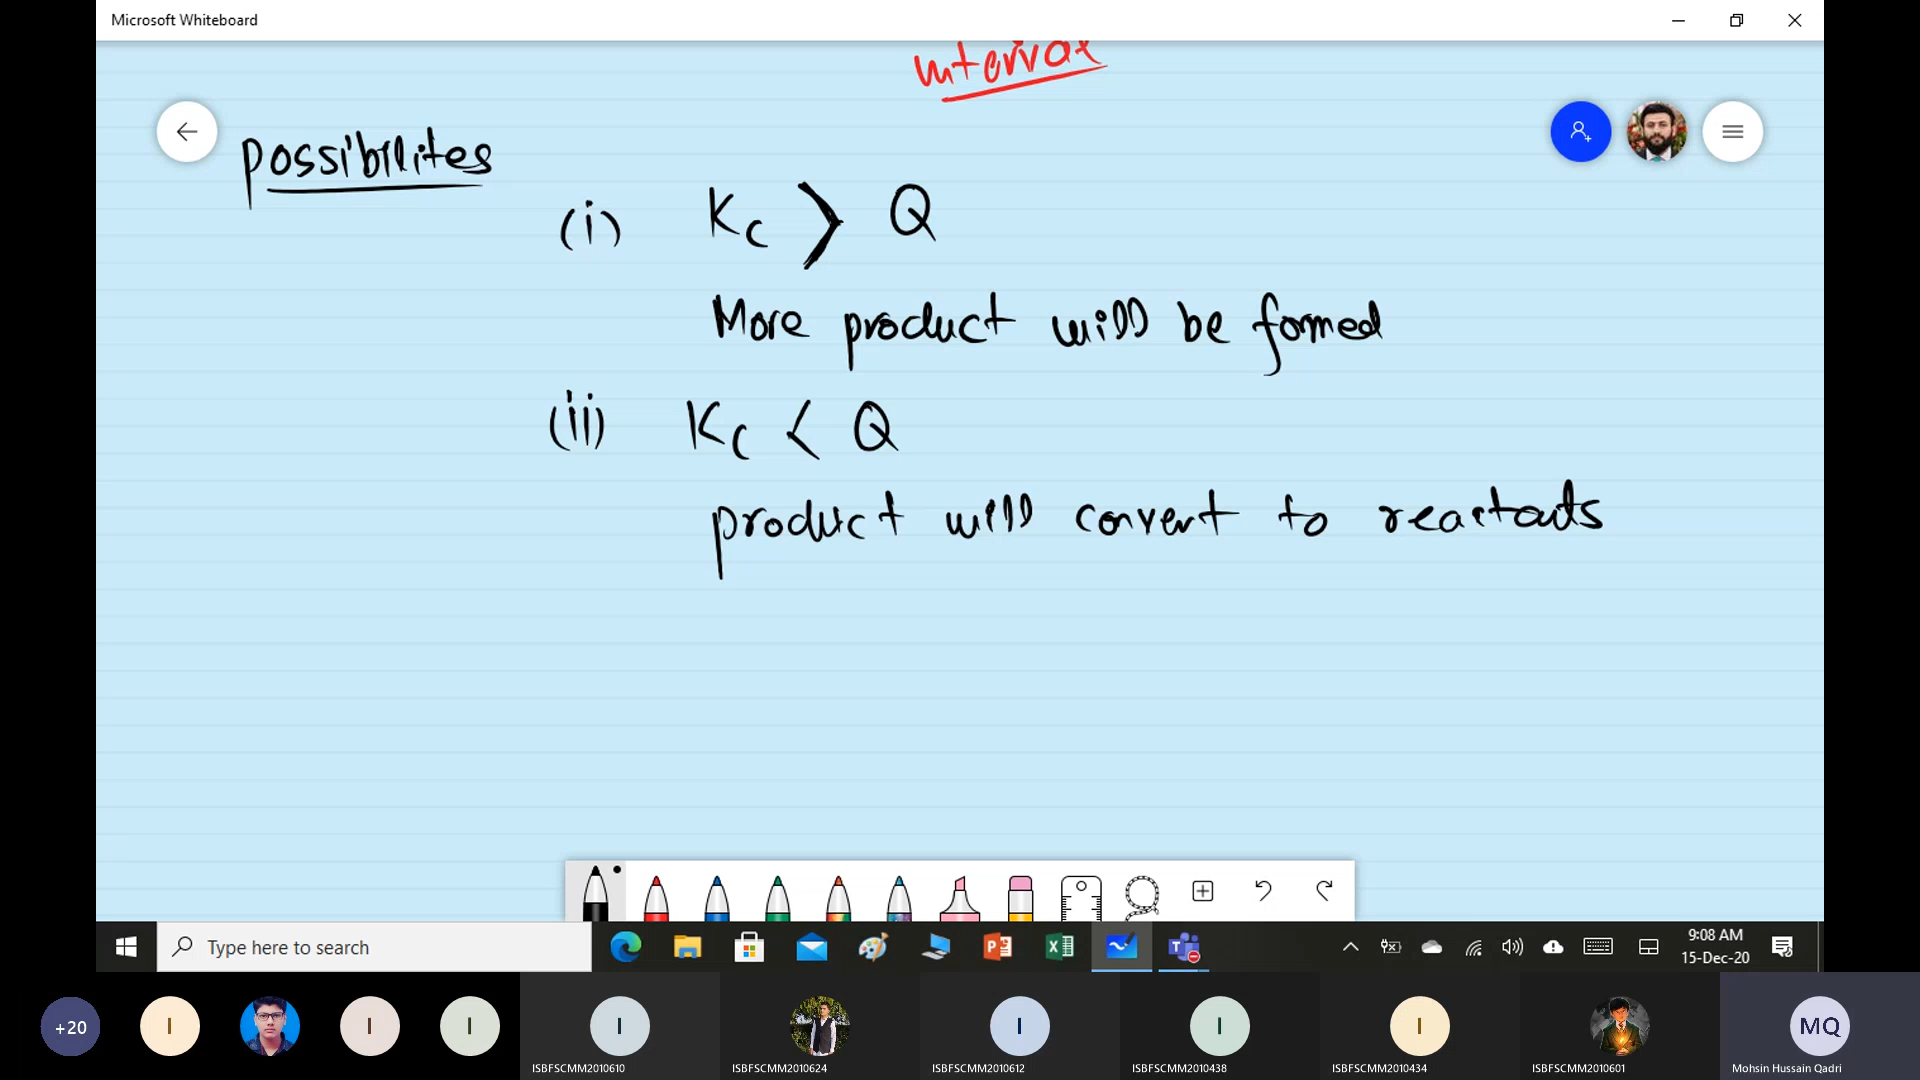 Microsoft Whiteboard
interval
possibilites
(i) Kc > Q
More product will be formed
(ii) Kc < Q
product will convert to reactants
Type here to search
9:08 AM
15-Dec-20
+20
I
I
I
I
I
I
I
MQ
ISBFSCMM2010610
ISBFSCMM2010624
ISBFSCMM2010612
ISBFSCMM2010438
ISBFSCMM2010434
ISBFSCMM2010601
Mohsin Hussain Qadri